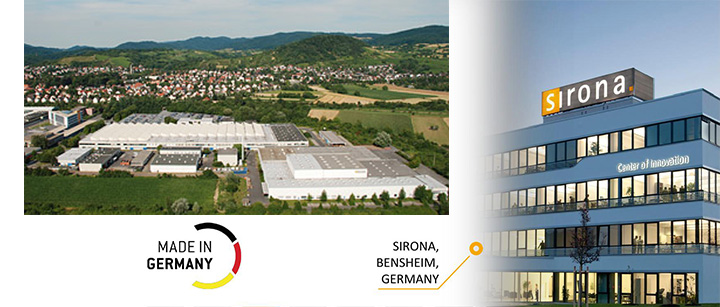 sirona.
Center of Innovation
MADE IN
GERMANY
SIRONA,
BENSHEIM,
GERMANY